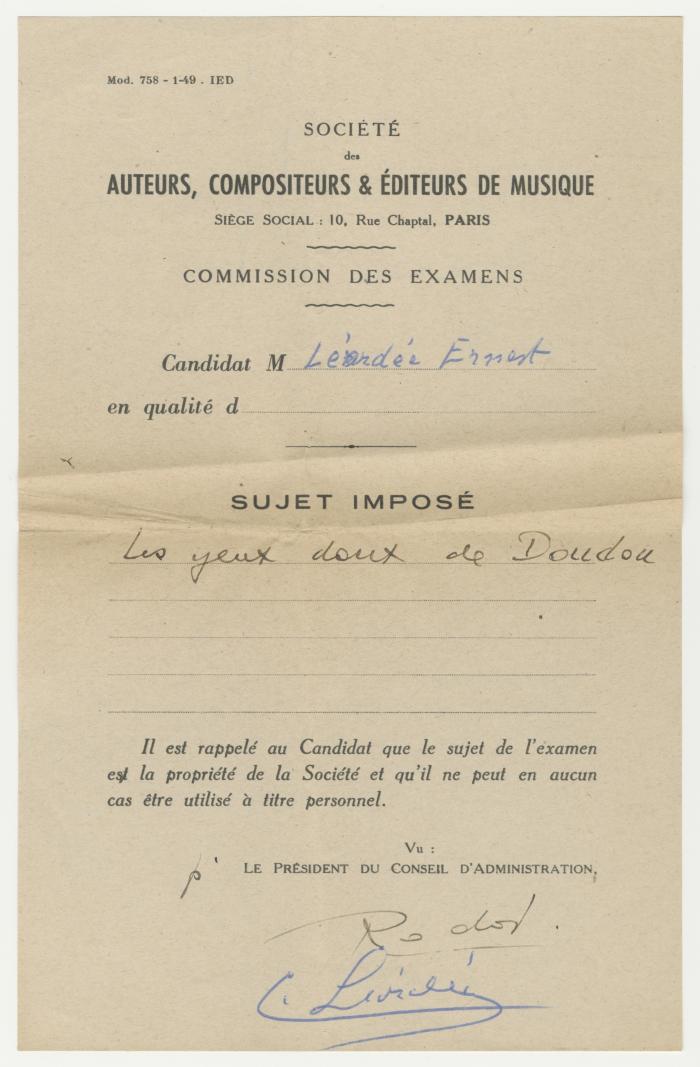 Mod. 758 - 1-49 . IED
SOCIÉTÉ
des
AUTEURS, COMPOSITEURS & ÉDITEURS DE MUSIQUE
SIÈGE SOCIAL : 10, Rue Chaptal, PARIS
COMMISSION DES EXAMENS
Candidat M Léardée Ernest
en qualité d
SUJET IMPOSÉ
Les yeux doux de Doudou
Il est rappelé au Candidat que le sujet de l'examen
est la propriété de la Société et qu'il ne peut en aucun
cas être utilisé à titre personnel.
Vu :
p' LE PRÉSIDENT DU CONSEIL D'ADMINISTRATION,
Léardée